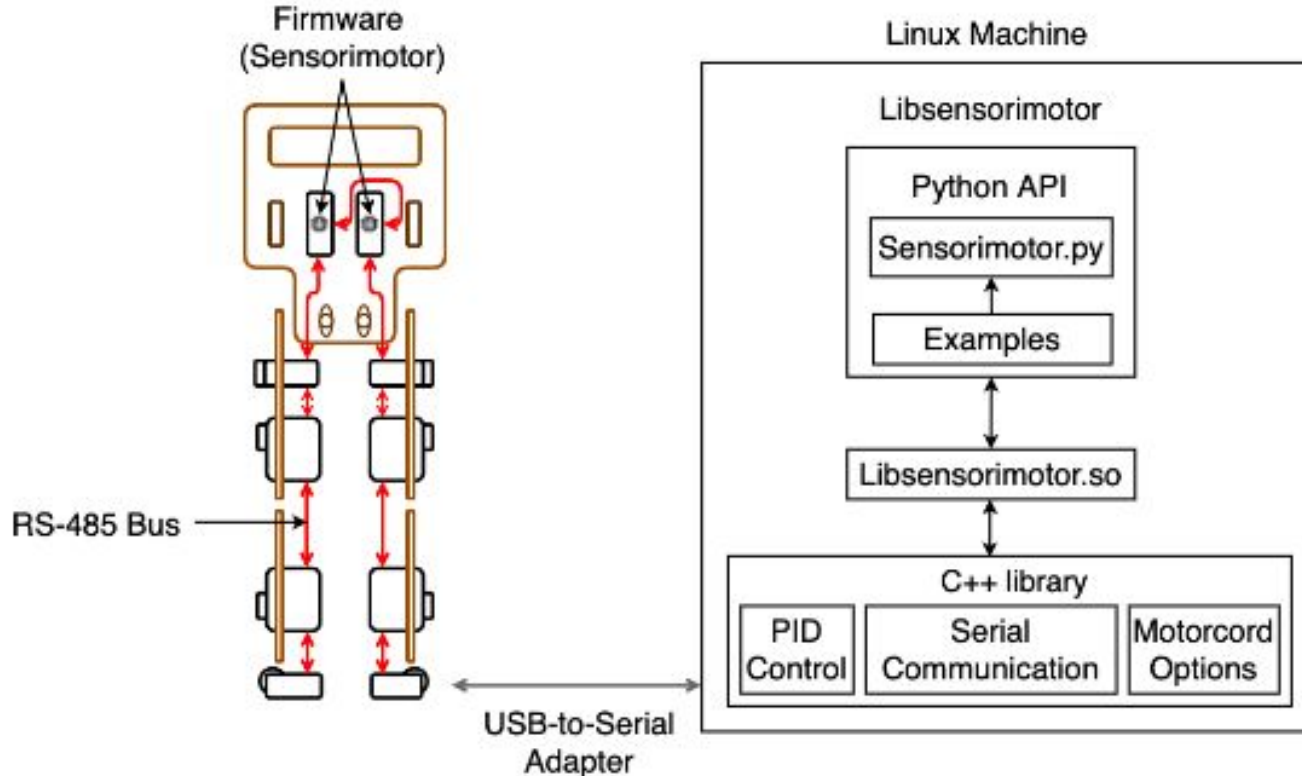 Firmware
(Sensorimotor)
RS-485 Bus
USB-to-Serial
Adapter
Linux Machine
Libsensorimotor
Python API
Sensorimotor.py
Examples
Libsensorimotor.so
C++ library
PID
Control
Serial
Communication
Motorcord
Options